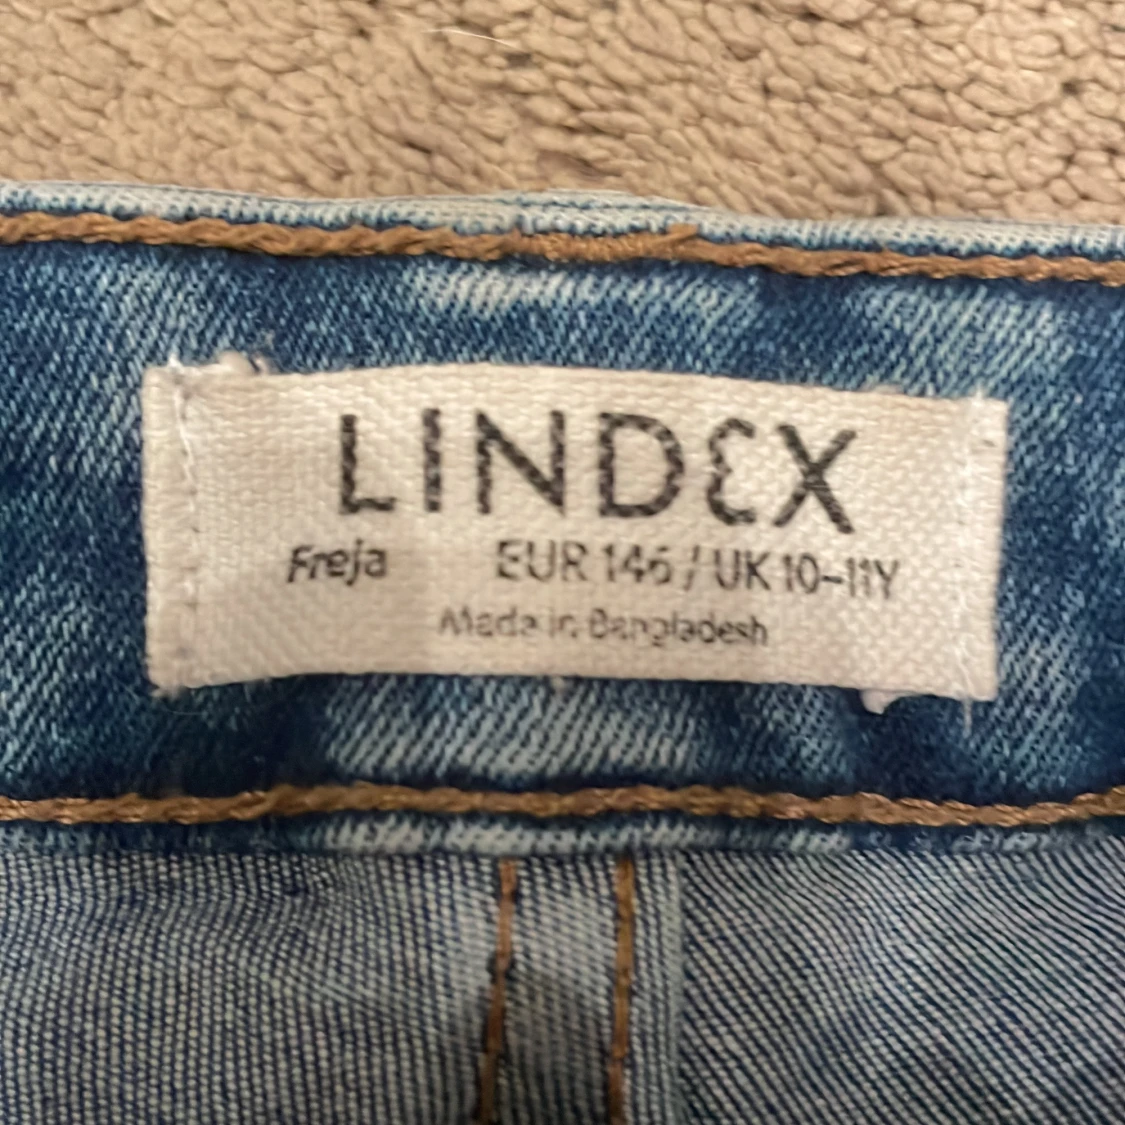 LINDEX
Freja EUR 146 / UK 10-11Y
Made in Bangladesh